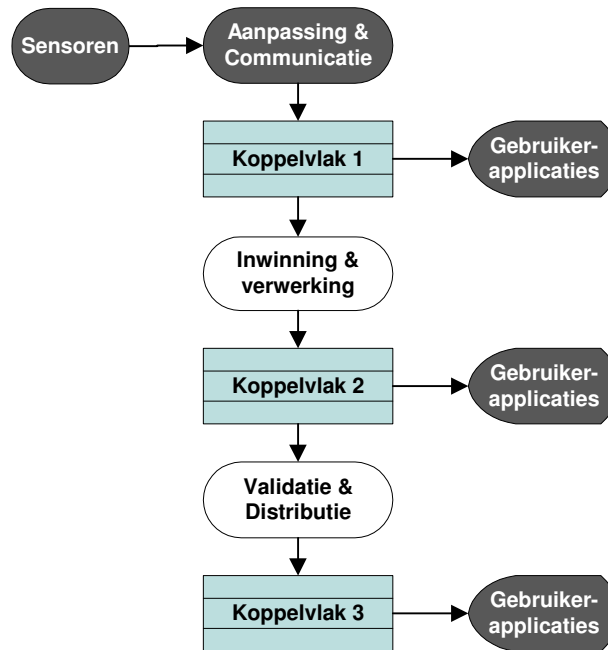 Sensoren
Aanpassing &
Communicatie
Koppelvlak 1
Gebruiker-
applicaties
Inwinning &
verwerking
Koppelvlak 2
Gebruiker-
applicaties
Validatie &
Distributie
Koppelvlak 3
Gebruiker-
applicaties